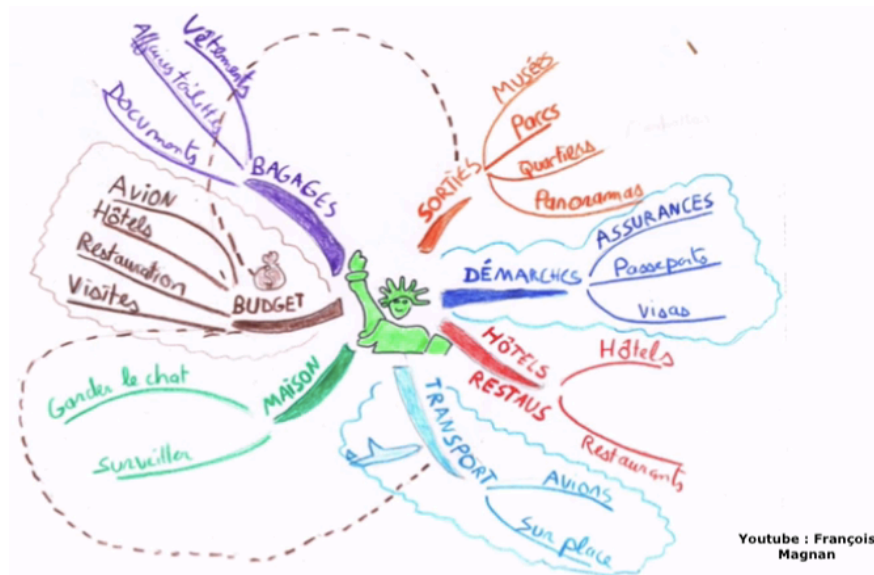 BAGAGES
Vêtements
Affaires toilettes
DOCUMENTS
SORTIES
MUSÉES
Parcs
Quartiers
Panoramas
DÉMARCHES
ASSURANCES
Passeports
Visas
HÔTELS
RESTAUS
Hôtels
Restaurants
TRANSPORT
Avions
Sur place
MAISON
Garder le chat
Surveiller
BUDGET
AVION
Hôtels
Restauration
Visites
Youtube : François
Magnan